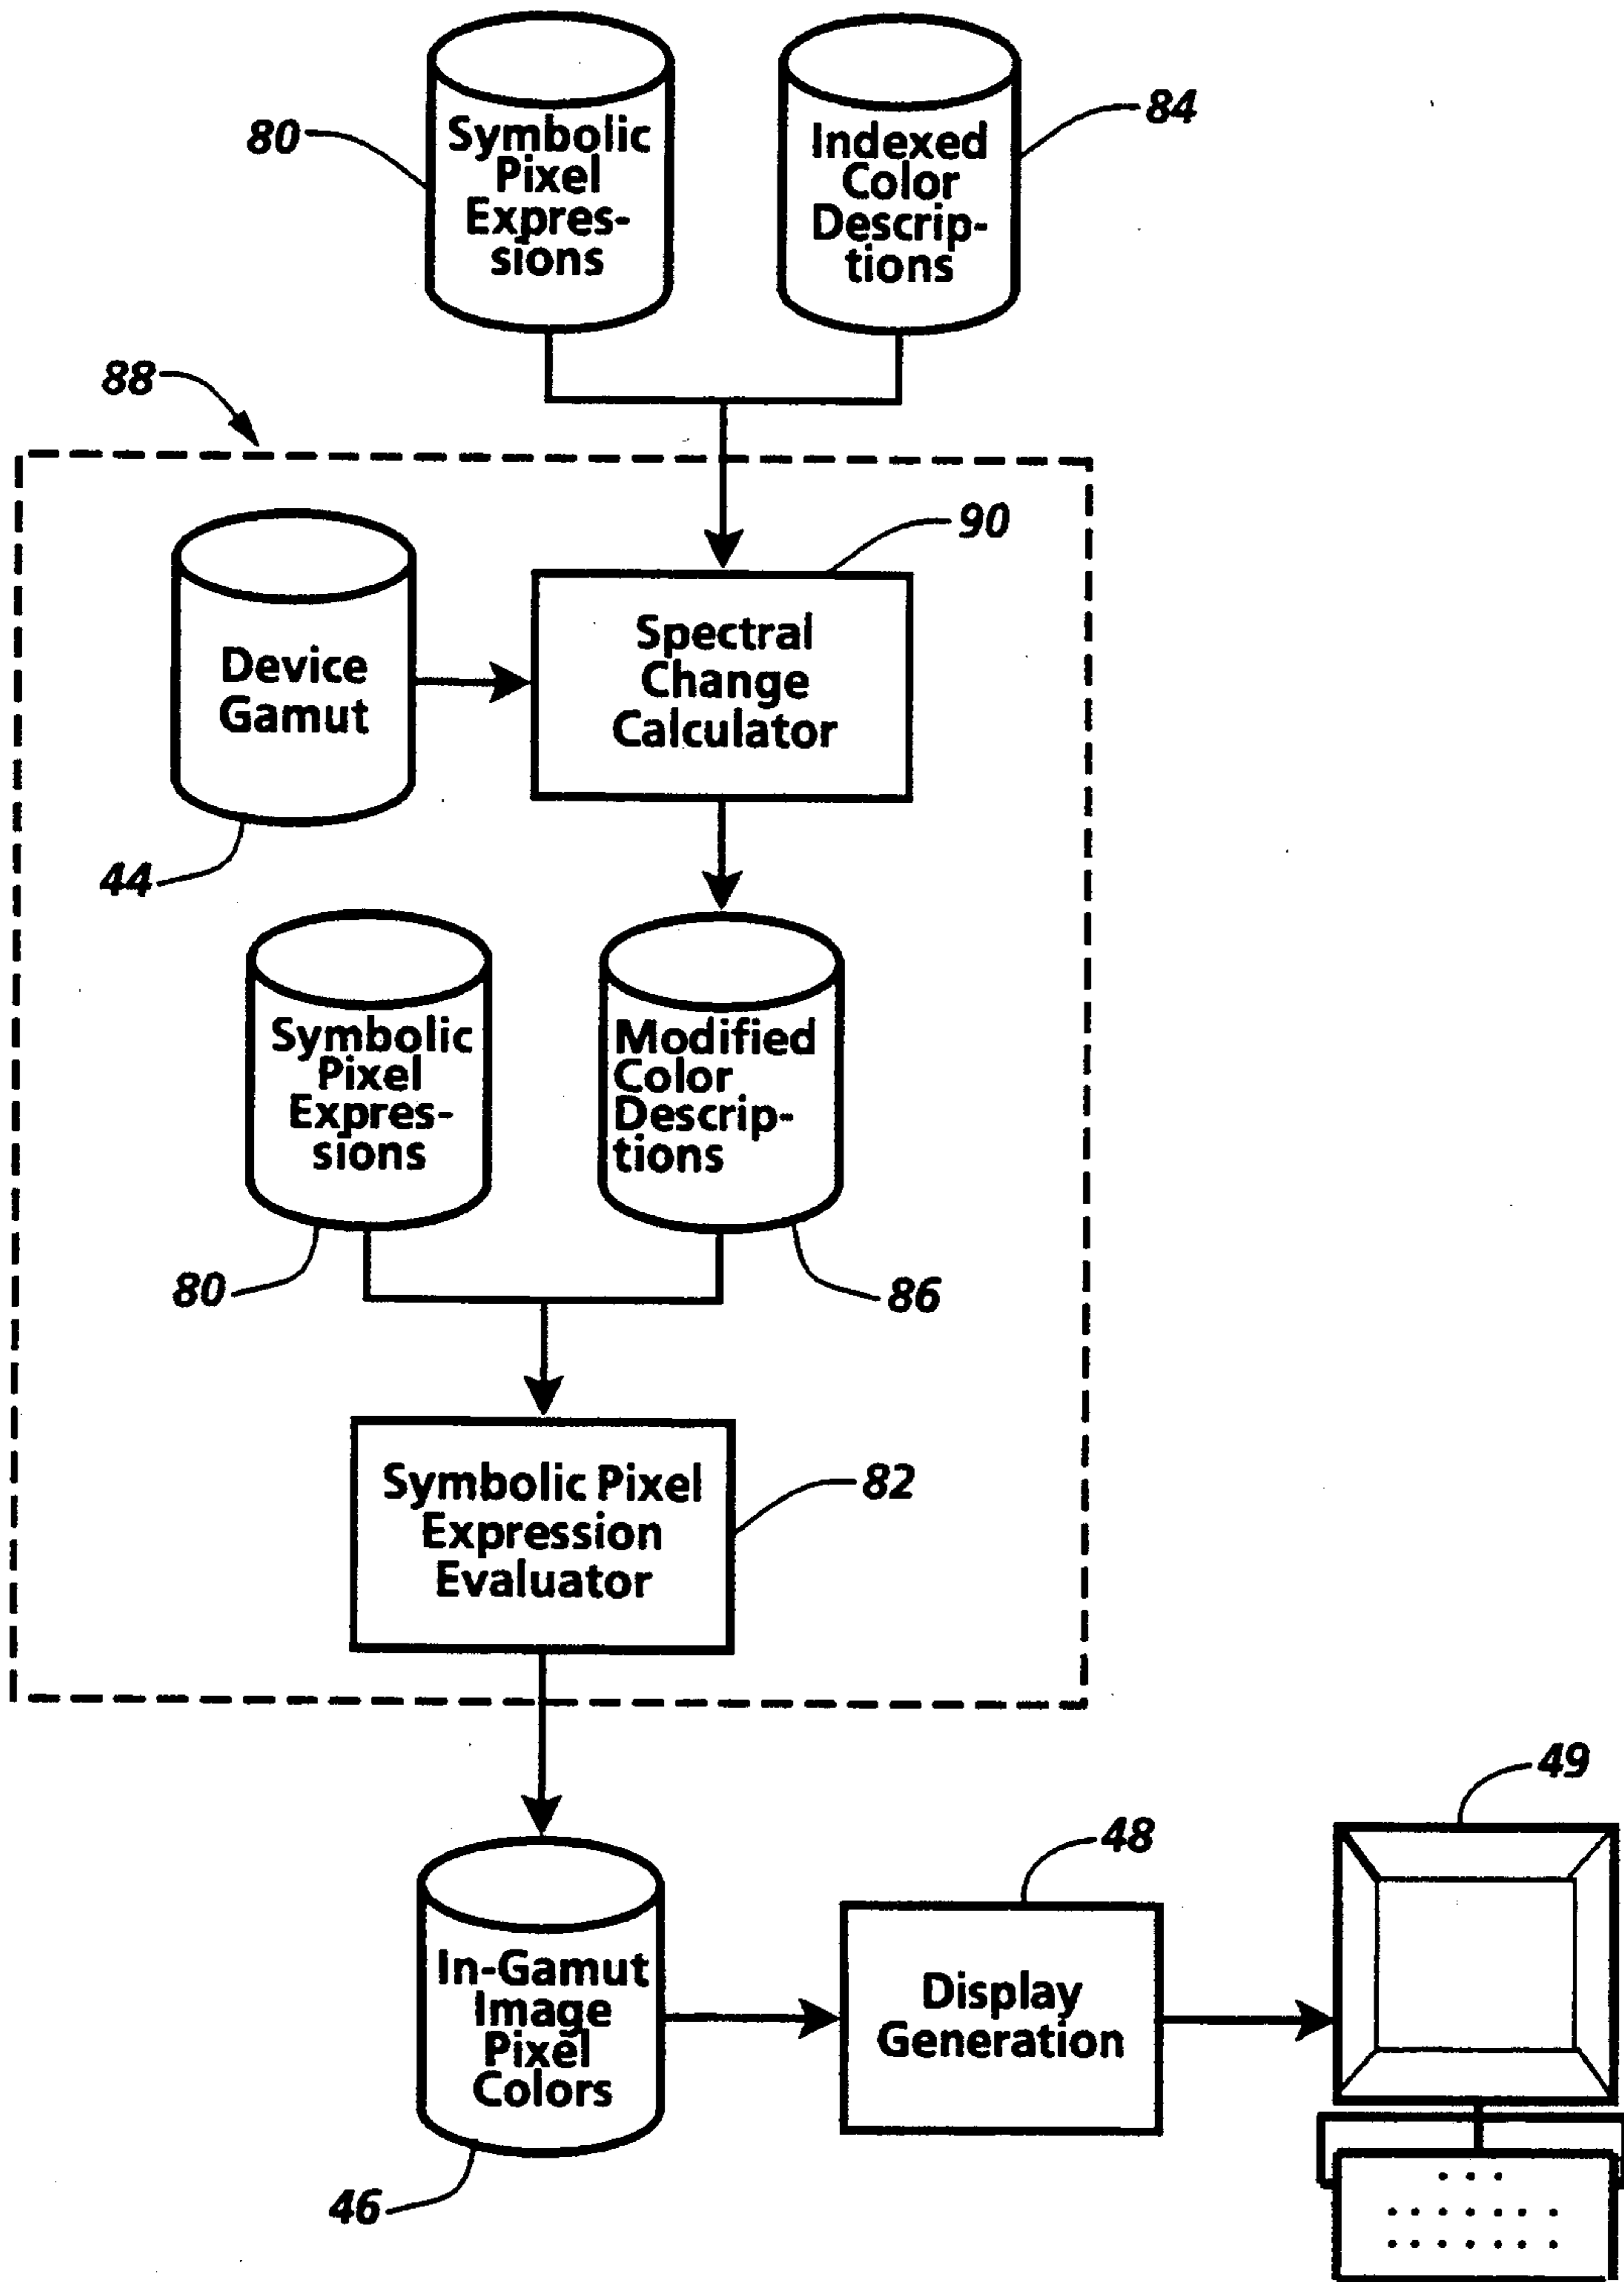 80
Symbolic
Pixel
Expres-
sions
Indexed
Color
Descrip-
tions
84
88
90
Device
Gamut
Spectral
Change
Calculator
44
Symbolic
Pixel
Expres-
sions
Modified
Color
Descrip-
tions
80
86
Symbolic Pixel
Expression
Evaluator
82
49
48
In-Gamut
Image
Pixel
Colors
Display
Generation
46